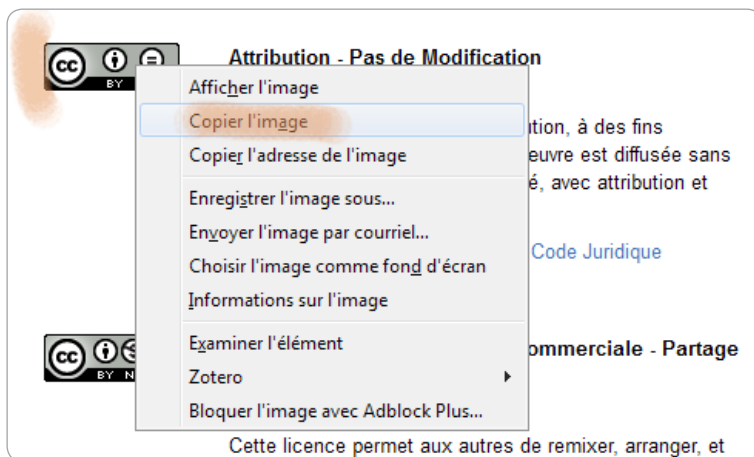 Attribution - Pas de Modification
cc BY
Afficher l'image
Copier l'image
tion, à des fins
Copier l'adresse de l'image
euvre est diffusée sans
é, avec attribution et
Enregistrer l'image sous...
Envoyer l'image par courriel...
Code Juridique
Choisir l'image comme fond d'écran
Informations sur l'image
Examiner l'élément
cc BY N
ommerciale - Partage
Zotero
Bloquer l'image avec Adblock Plus...
Cette licence permet aux autres de remixer, arranger, et